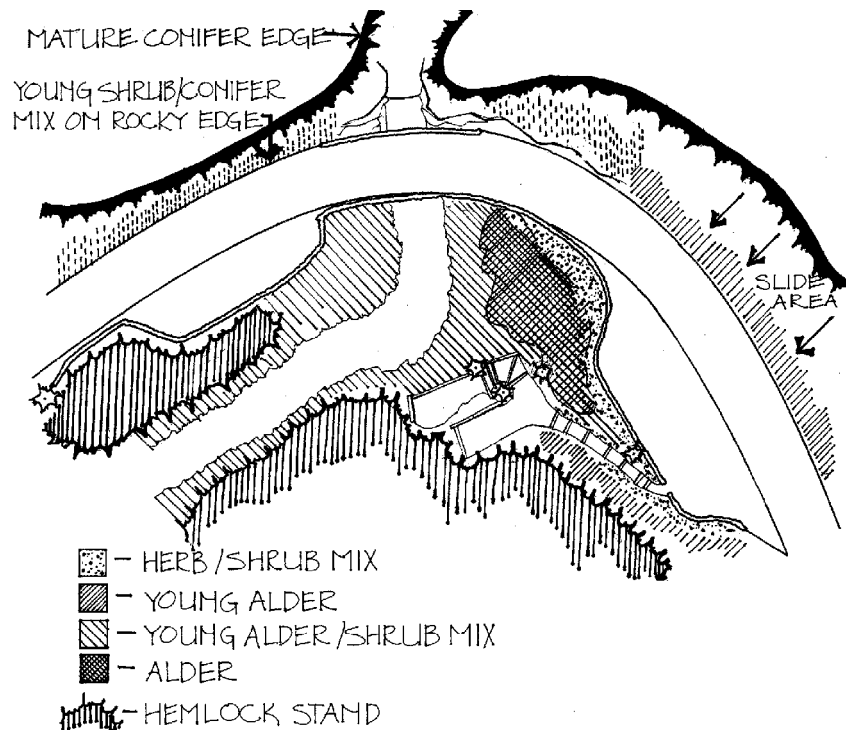 MATURE CONIFER EDGE
YOUNG SHRUB/CONIFER
MIX ON ROCKY EDGE
SLIDE
AREA
- HERB/SHRUB MIX
- YOUNG ALDER
- YOUNG ALDER/SHRUB MIX
- ALDER
- HEMLOCK STAND